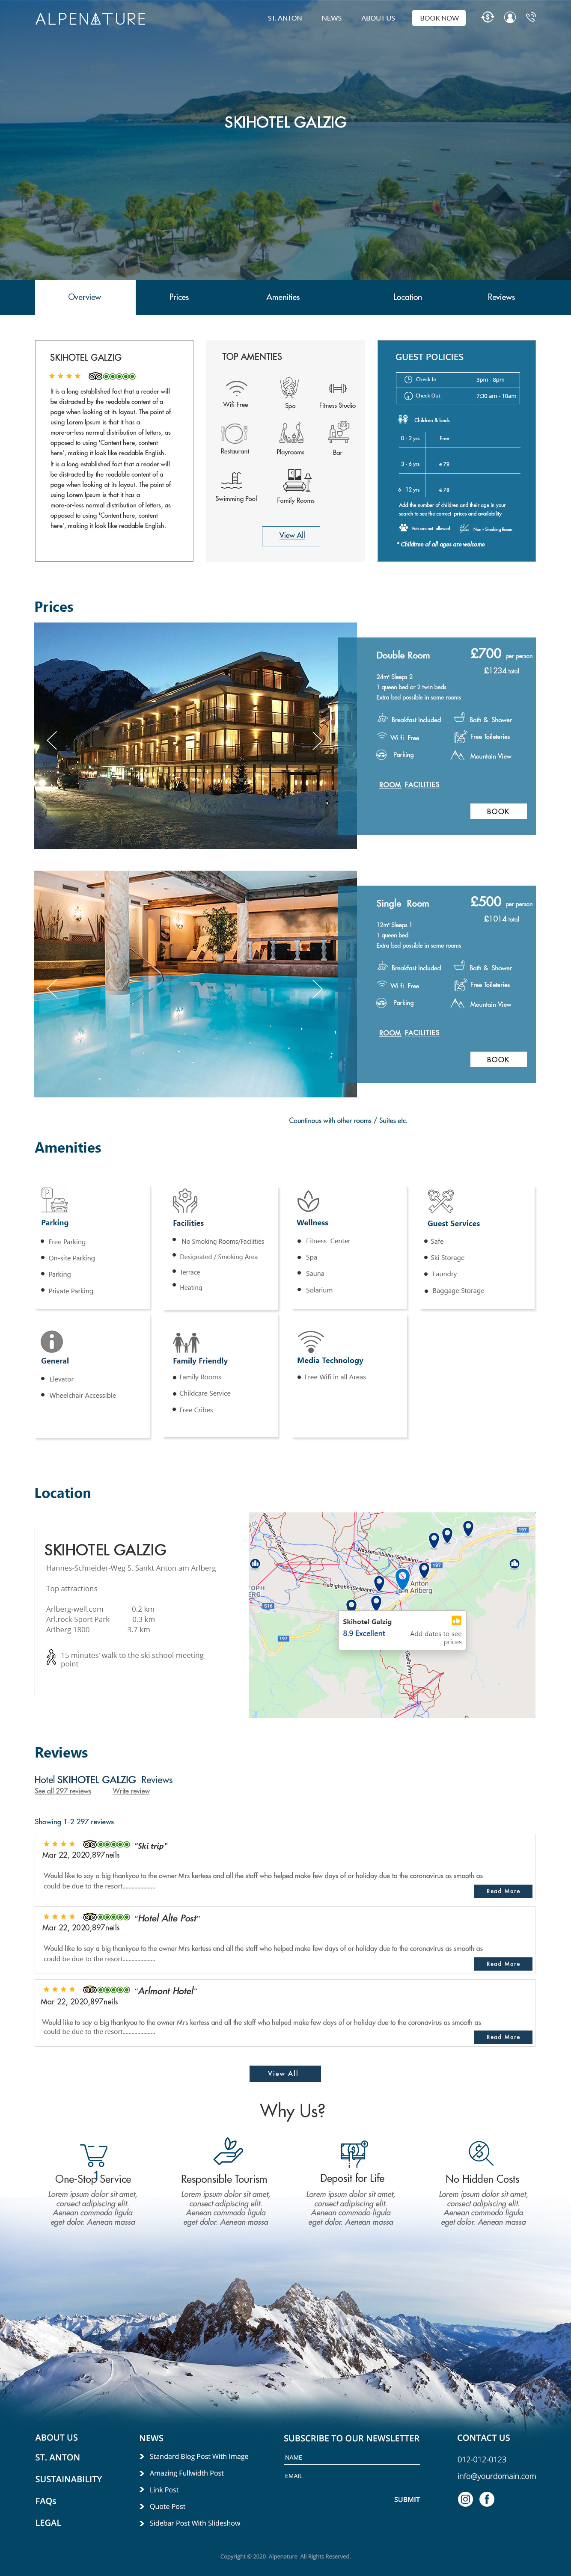 ALPENATURE
ST. ANTON NEWS ABOUT US BOOK NOW
SKIHOTEL GALZIG
Overview Prices Amenities Location Reviews
SKIHOTEL GALZIG
It is a long established fact that a reader will
be distracted by the readable content of a
page when looking at its layout. The point of
using Lorem Ipsum is that it has a
more-or-less normal distribution of letters, as
opposed to using 'Content here, content
here', making it look like readable English.
It is a long established fact that a reader will
be distracted by the readable content of a
page when looking at its layout. The point of
using Lorem Ipsum is that it has a
more-or-less normal distribution of letters, as
opposed to using 'Content here, content
here', making it look like readable English.
TOP AMENTIES
Wifi Free Spa Fitness Studio
Restaurant Playrooms Bar
Swimming Pool Family Rooms
View All
GUEST POLICIES
Check In 3pm - 8pm
Check Out 7:30 am - 10am
Children & beds
0 - 2 yrs Free
3 - 6 yrs € 78
6 - 12 yrs € 78
Add the number of children and their age in your
search to see the correct prices and availability
Pets are not allowed Non - Smoking Room
* Childtren of all ages are welcome
Prices
Double Room £700 per person
£1234 total
24m² Sleeps 2
1 queen bed or 2 twin beds
Extra bed possible in some rooms
Breakfast Included Bath & Shower
Wi fi Free Free Toileteries
Parking Mountain View
ROOM FACILITIES
BOOK
Single Room £500 per person
£1014 total
12m² Sleeps 1
1 queen bed
Extra bed possible in some rooms
Breakfast Included Bath & Shower
Wi fi Free Free Toileteries
Parking Mountain View
ROOM FACILITIES
BOOK
Countinous with other rooms / Suites etc.
Amenities
Parking
Free Parking
On-site Parking
Parking
Private Parking
Facilities
No Smoking Rooms/Facilities
Designated / Smoking Area
Terrace
Heating
Wellness
Fitness Center
Spa
Sauna
Solarium
Guest Services
Safe
Ski Storage
Laundry
Baggage Storage
General
Elevator
Wheelchair Accessible
Family Friendly
Family Rooms
Childcare Service
Free Cribes
Media Technology
Free Wifi in all Areas
Location
SKIHOTEL GALZIG
Hannes-Schneider-Weg 5, Sankt Anton am Arlberg
Top attractions
Arlberg-well.com 0.2 km
Arl.rock Sport Park 0.3 km
Arlberg 1800 3.7 km
15 minutes' walk to the ski school meeting
point
197
Nasserein­bahn (Seilbahn)
197
Galzigbahn (Seilbahn)
Anton
Arlberg
197
Skihotel Galzig
8.9 Excellent Add dates to see
prices
Reviews
Hotel SKIHOTEL GALZIG Reviews
See all 297 reviews Write review
Showing 1-2 297 reviews
"Ski trip"
Mar 22, 2020,897neils
Would like to say a big thankyou to the owner Mrs kertess and all the staff who helped make few days of or holiday due to the coronavirus as smooth as
could be due to the resort...................
Read More
"Hotel Alte Post"
Mar 22, 2020,897neils
Would like to say a big thankyou to the owner Mrs kertess and all the staff who helped make few days of or holiday due to the coronavirus as smooth as
could be due to the resort...................
Read More
"Arlmont Hotel"
Mar 22, 2020,897neils
Would like to say a big thankyou to the owner Mrs kertess and all the staff who helped make few days of or holiday due to the coronavirus as smooth as
could be due to the resort...................
Read More
View All
Why Us?
One-Stop Service
Lorem ipsum dolor sit amet,
consect adipiscing elit.
Aenean commodo ligula
eget dolor. Aenean massa
Responsible Tourism
Lorem ipsum dolor sit amet,
consect adipiscing elit.
Aenean commodo ligula
eget dolor. Aenean massa
Deposit for Life
Lorem ipsum dolor sit amet,
consect adipiscing elit.
Aenean commodo ligula
eget dolor. Aenean massa
No Hidden Costs
Lorem ipsum dolor sit amet,
consect adipiscing elit.
Aenean commodo ligula
eget dolor. Aenean massa
ABOUT US
ST. ANTON
SUSTAINABILITY
FAQs
LEGAL
NEWS
Standard Blog Post With Image
Amazing Fullwidth Post
Link Post
Quote Post
Sidebar Post With Slideshow
SUBSCRIBE TO OUR NEWSLETTER
NAME
EMAIL
SUBMIT
CONTACT US
012-012-0123
info@yourdomain.com
Copyright © 2020 Alpenature All Rights Reserved.